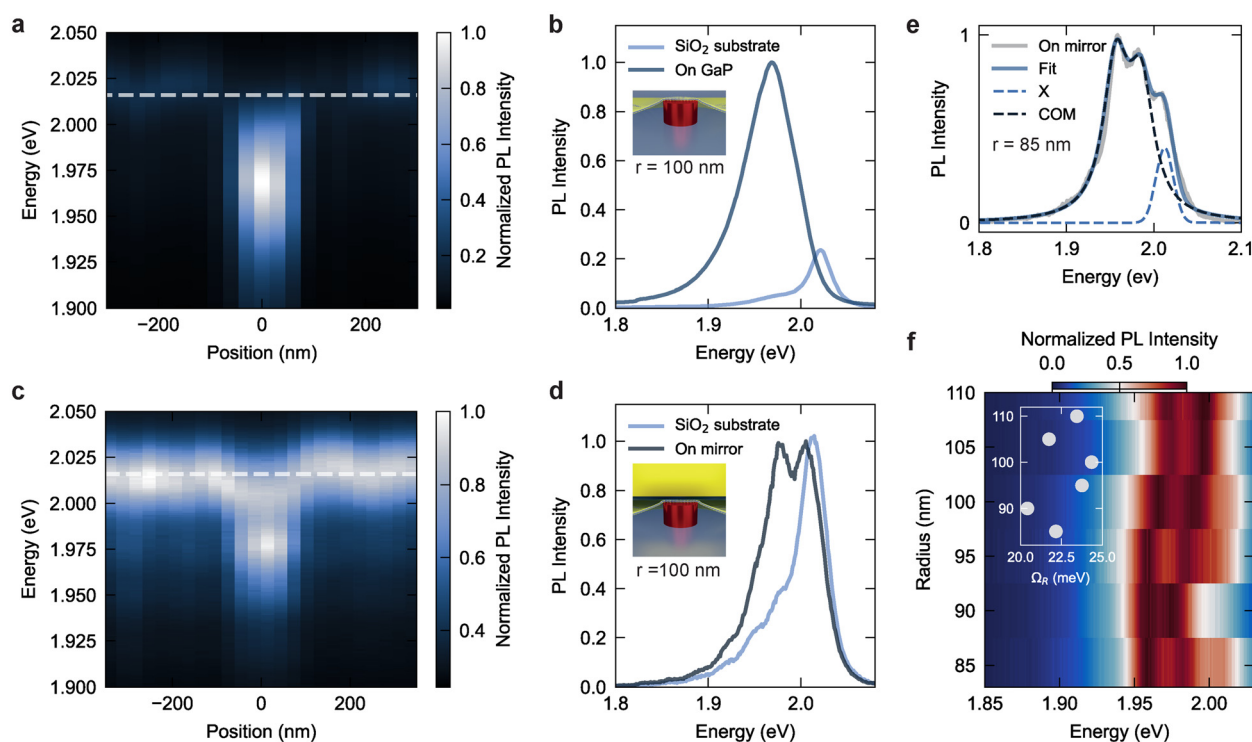 a
2.050
2.025
2.000
1.975
1.950
1.925
1.900
Energy (eV)
−200
0
200
Position (nm)
1.0
0.8
0.6
0.4
0.2
Normalized PL Intensity
b
1.0
0.8
0.6
0.4
0.2
0.0
PL Intensity
SiO2 substrate
On GaP
r = 100 nm
1.8
1.9
2.0
Energy (eV)
e
1
0
PL Intensity
On mirror
Fit
X
COM
r = 85 nm
1.8
1.9
2.0
2.1
Energy (ev)
c
2.050
2.025
2.000
1.975
1.950
1.925
1.900
Energy (eV)
−200
0
200
Position (nm)
1.0
0.8
0.6
0.4
Normalized PL Intensity
d
1.0
0.8
0.6
0.4
0.2
0.0
PL Intensity
SiO2 substrate
On mirror
r =100 nm
1.8
1.9
2.0
Energy (eV)
f
Normalized PL Intensity
0.0
0.5
1.0
110
105
100
95
90
85
Radius (nm)
110
100
90
20.0
22.5
25.0
ΩR (meV)
1.85
1.90
1.95
2.00
Energy (eV)